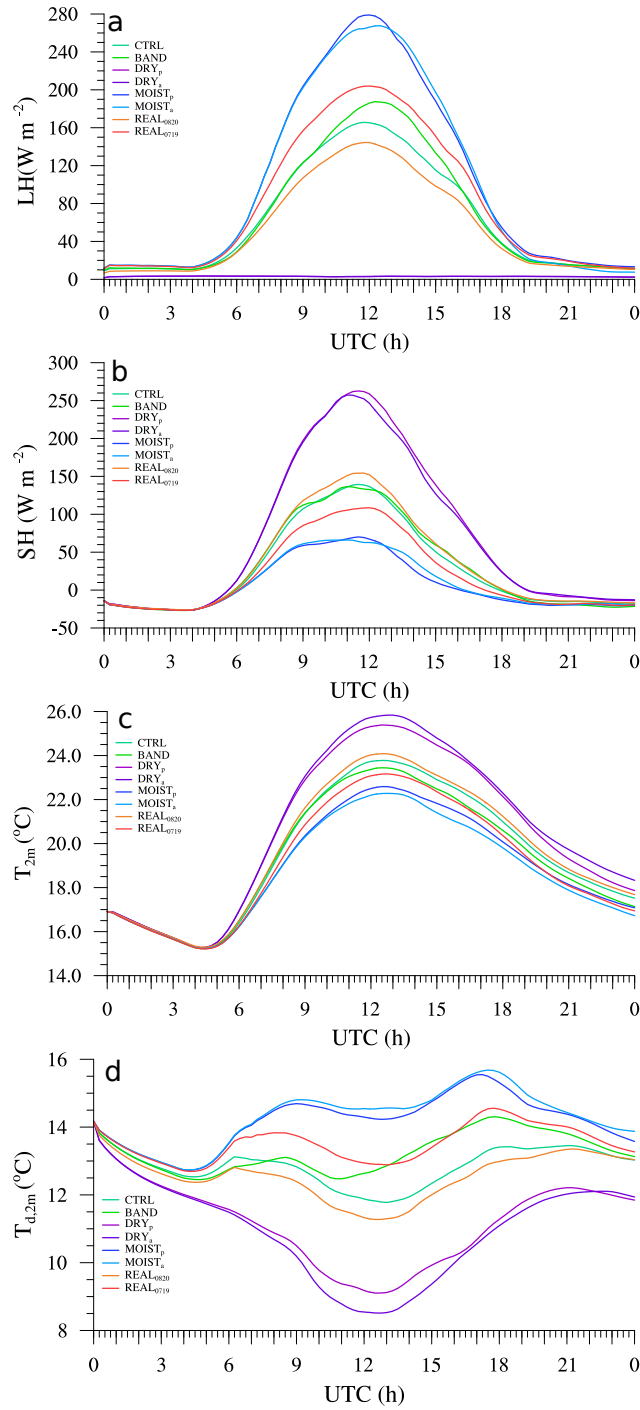 a
280
240
200
160
120
80
40
0
LH(W m⁻²)
CTRL
BAND
DRYₚ
DRYₐ
MOISTₚ
MOISTₐ
REAL₀₈₂₀
REAL₀₇₁₉
0 3 6 9 12 15 18 21 0
UTC (h)
b
300
250
200
150
100
50
0
-50
SH (W m⁻²)
CTRL
BAND
DRYₚ
DRYₐ
MOISTₚ
MOISTₐ
REAL₀₈₂₀
REAL₀₇₁₉
0 3 6 9 12 15 18 21 0
UTC (h)
c
26.0
24.0
22.0
20.0
18.0
16.0
14.0
T₂ₘ (°C)
CTRL
BAND
DRYₚ
DRYₐ
MOISTₚ
MOISTₐ
REAL₀₈₂₀
REAL₀₇₁₉
0 3 6 9 12 15 18 21 0
UTC (h)
d
16
14
12
10
8
T_d,2m (°C)
CTRL
BAND
DRYₚ
DRYₐ
MOISTₚ
MOISTₐ
REAL₀₈₂₀
REAL₀₇₁₉
0 3 6 9 12 15 18 21 0
UTC (h)